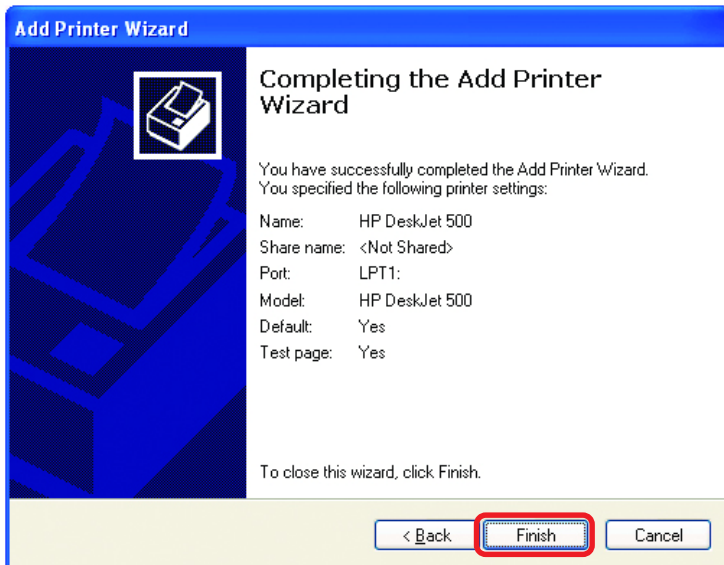 Add Printer Wizard
Completing the Add Printer
Wizard
You have successfully completed the Add Printer Wizard.
You specified the following printer settings:
Name: HP DeskJet 500
Share name: <Not Shared>
Port: LPT1:
Model: HP DeskJet 500
Default: Yes
Test page: Yes
To close this wizard, click Finish.
< Back Finish Cancel